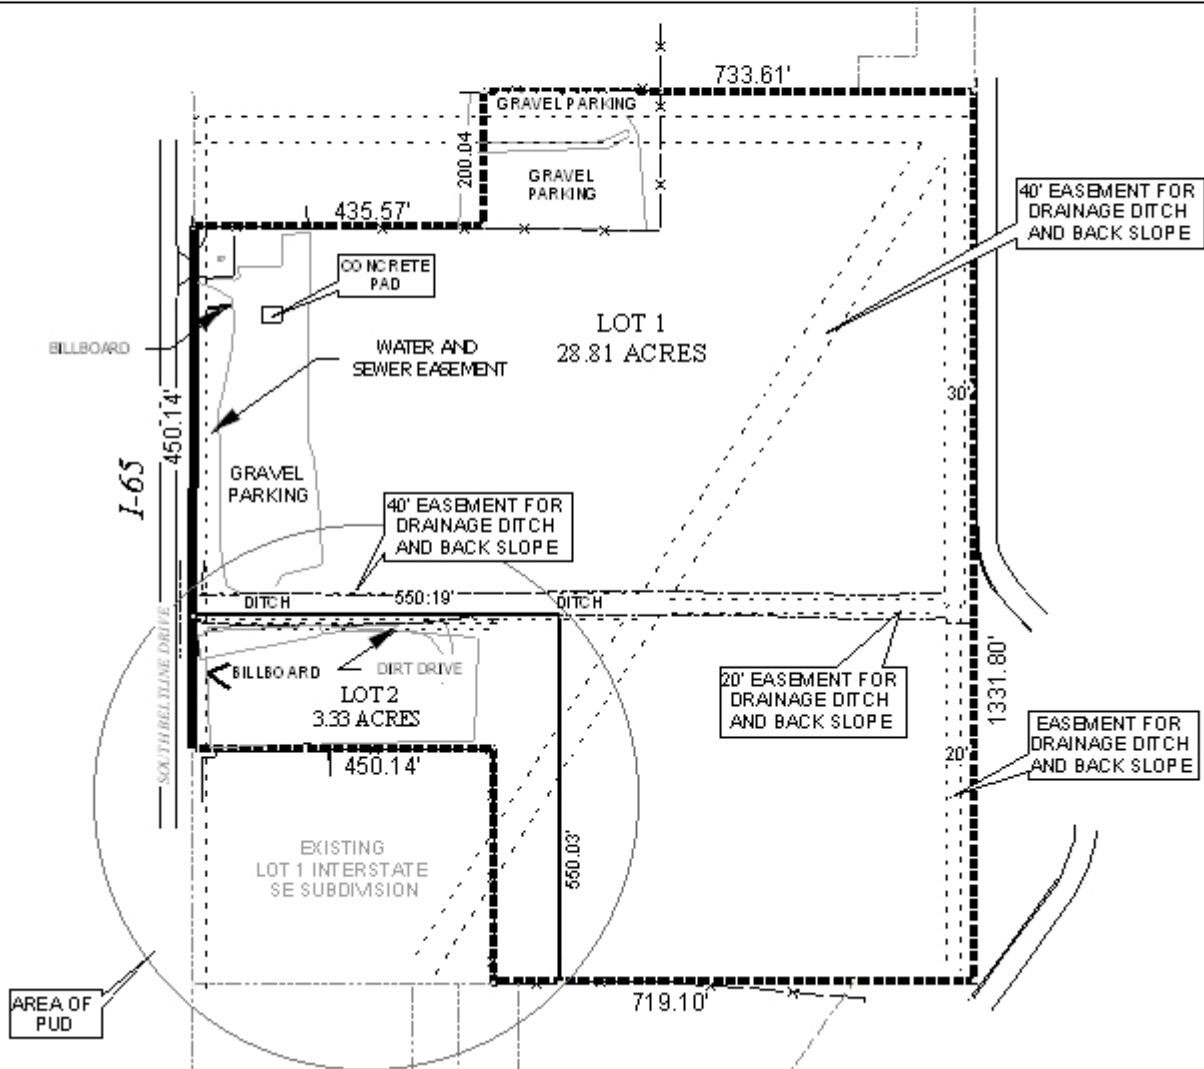 733.61'
GRAVEL PARKING
200.04
GRAVEL
PARKING
40' EASEMENT FOR
DRAINAGE DITCH
AND BACK SLOPE
435.57'
CONCRETE
PAD
BILLBOARD
WATER AND
SEWER EASEMENT
LOT 1
28.81 ACRES
30'
450.14'
I-65
GRAVEL
PARKING
40' EASEMENT FOR
DRAINAGE DITCH
AND BACK SLOPE
DITCH
550.19'
DITCH
SOUTH BELTLINE DRIVE
BILLBOARD
DIRT DRIVE
LOT 2
3.33 ACRES
20' EASEMENT FOR
DRAINAGE DITCH
AND BACK SLOPE
1331.80'
EASEMENT FOR
DRAINAGE DITCH
AND BACK SLOPE
20'
450.14'
EXISTING
LOT 1 INTERSTATE
SE SUBDIVISION
550.03'
AREA OF
PUD
719.10'